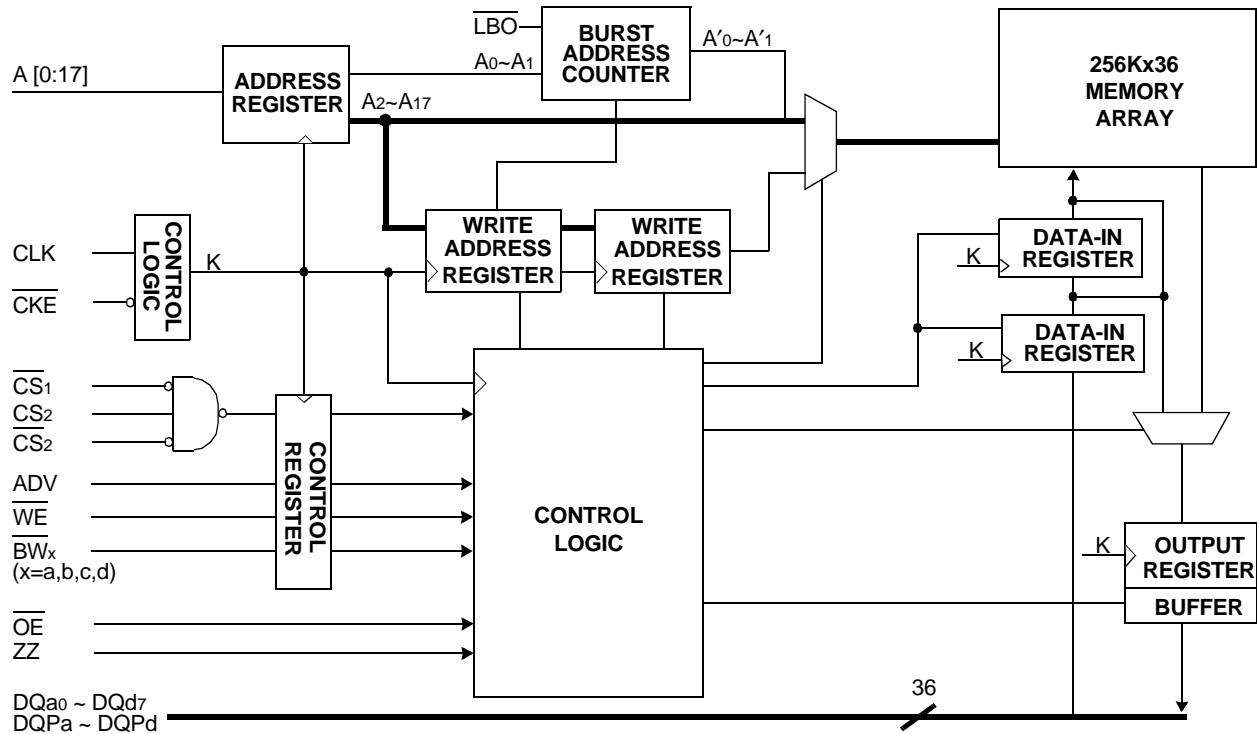 LBO
BURST
ADDRESS
COUNTER
A′0~A′1
256Kx36
MEMORY
ARRAY
A [0:17]
ADDRESS
REGISTER
A0~A1
A2~A17
WRITE
ADDRESS
REGISTER
WRITE
ADDRESS
REGISTER
CLK
CKE
CONTROL
LOGIC
K
DATA-IN
REGISTER
K
DATA-IN
REGISTER
K
CS1
CS2
CS2
ADV
WE
BWx
(x=a,b,c,d)
CONTROL
REGISTER
CONTROL
LOGIC
K
OUTPUT
REGISTER
BUFFER
OE
ZZ
DQa0 ~ DQd7
DQPa ~ DQPd
36